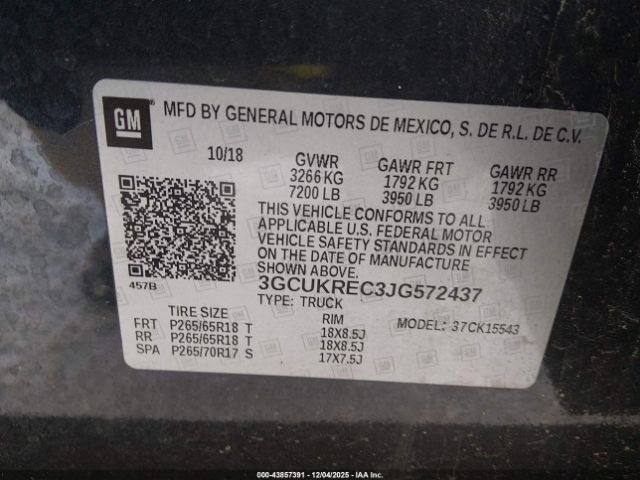 GM
MFD BY GENERAL MOTORS DE MEXICO, S. DE R.L. DE C.V.
10/18 GVWR GAWR FRT GAWR RR
3266 KG 1792 KG 1792 KG
7200 LB 3950 LB 3950 LB
THIS VEHICLE CONFORMS TO ALL
APPLICABLE U.S. FEDERAL MOTOR
VEHICLE SAFETY STANDARDS IN EFFECT
ON THE DATE OF MANUFACTURE
SHOWN ABOVE.
457B
3GCUKREC3JG572437
TYPE: TRUCK
TIRE SIZE RIM MODEL: 37CK15543
FRT P265/65R18 T 18X8.5J
RR P265/65R18 T 18X8.5J
SPA P265/70R17 S 17X7.5J
000-43857391 - 12/04/2025 - IAA Inc.